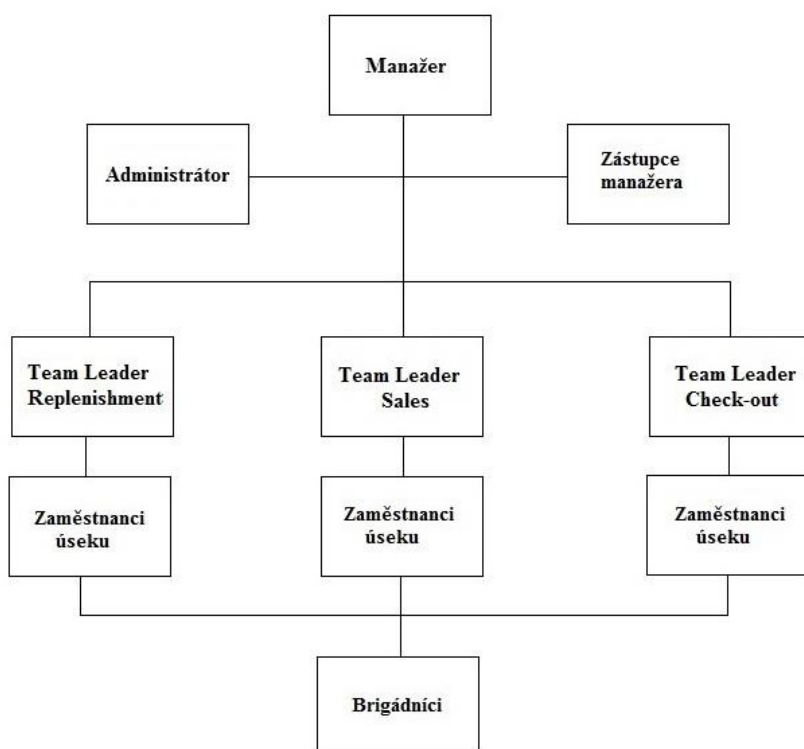 Manažer
Administrátor
Zástupce
manažera
Team Leader
Replenishment
Team Leader
Sales
Team Leader
Check-out
Zaměstnanci
úseku
Zaměstnanci
úseku
Zaměstnanci
úseku
Brigádníci